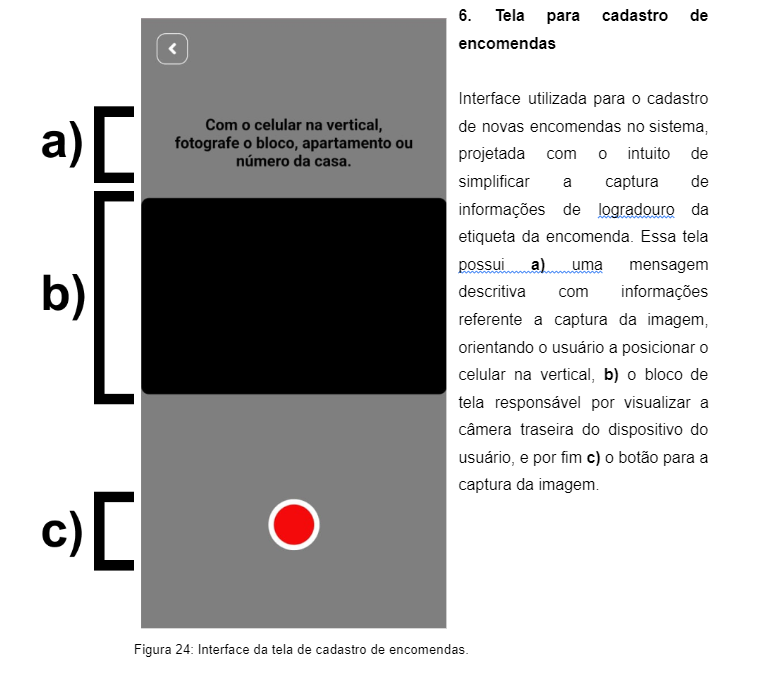 6. Tela para cadastro de
encomendas
Interface utilizada para o cadastro
de novas encomendas no sistema,
projetada com o intuito de
simplificar a captura de
informações de logradouro da
etiqueta da encomenda. Essa tela
possui a) uma mensagem
descritiva com informações
referente a captura da imagem,
orientando o usuário a posicionar o
celular na vertical, b) o bloco de
tela responsável por visualizar a
câmera traseira do dispositivo do
usuário, e por fim c) o botão para a
captura da imagem.
a)
Com o celular na vertical,
fotografe o bloco, apartamento ou
número da casa.
b)
c)
Figura 24: Interface da tela de cadastro de encomendas.